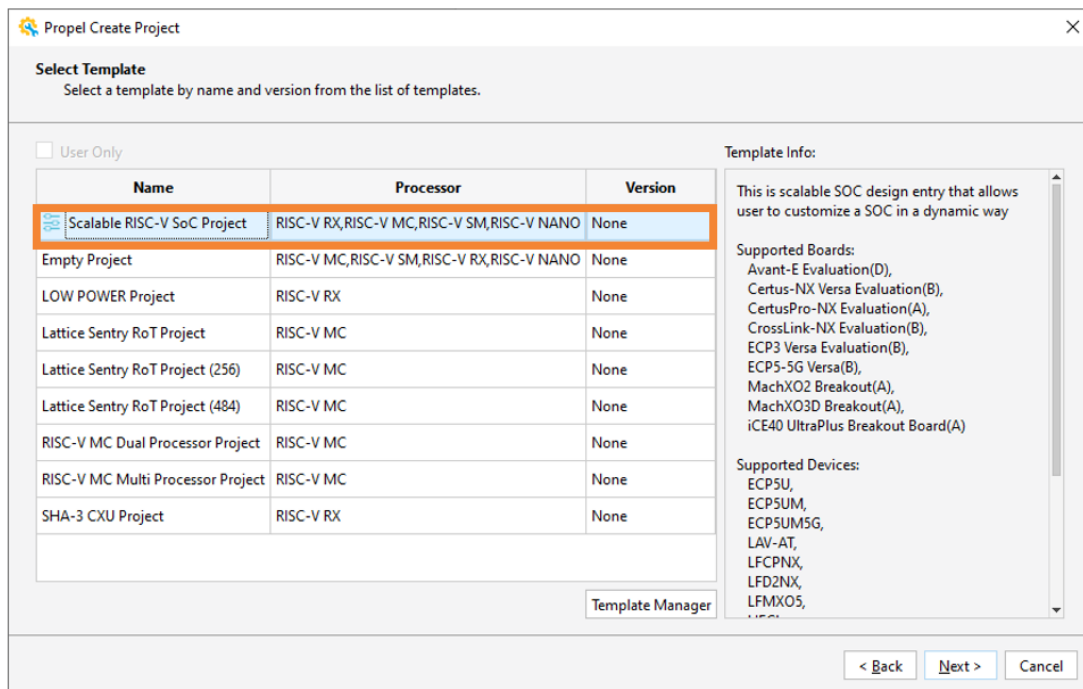 Propel Create Project
Select Template
Select a template by name and version from the list of templates.
User Only
Template Info:
Name Processor Version
Scalable RISC-V SoC Project RISC-V RX,RISC-V MC,RISC-V SM,RISC-V NANO None
Empty Project RISC-V MC,RISC-V SM,RISC-V RX,RISC-V NANO None
LOW POWER Project RISC-V RX None
Lattice Sentry RoT Project RISC-V MC None
Lattice Sentry RoT Project (256) RISC-V MC None
Lattice Sentry RoT Project (484) RISC-V MC None
RISC-V MC Dual Processor Project RISC-V MC None
RISC-V MC Multi Processor Project RISC-V MC None
SHA-3 CXU Project RISC-V RX None
Template Manager
This is scalable SOC design entry that allows
user to customize a SOC in a dynamic way
Supported Boards:
Avant-E Evaluation(D),
Certus-NX Versa Evaluation(B),
CertusPro-NX Evaluation(A),
CrossLink-NX Evaluation(B),
ECP3 Versa Evaluation(B),
ECP5-5G Versa(B),
MachXO2 Breakout(A),
MachXO3D Breakout(A),
iCE40 UltraPlus Breakout Board(A)
Supported Devices:
ECP5U,
ECP5UM,
ECP5UM5G,
LAV-AT,
LFCPNX,
LFD2NX,
LFMXO5,
< Back Next > Cancel